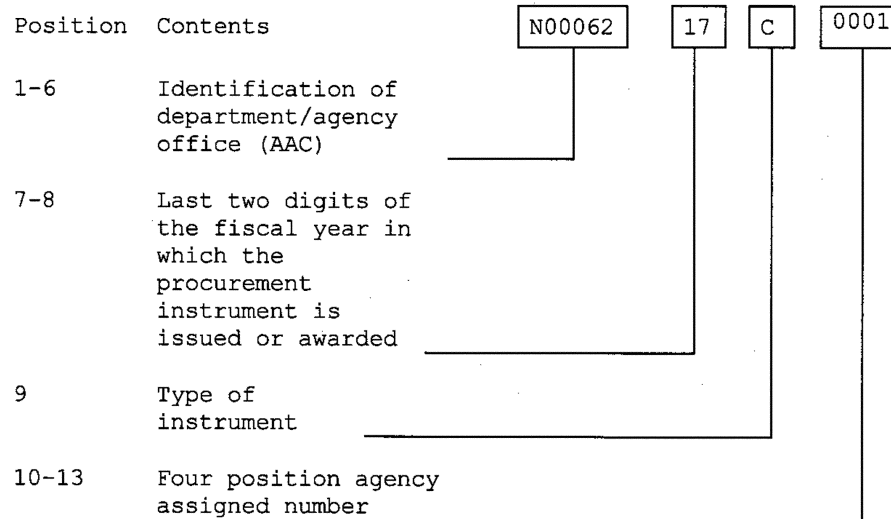 Position Contents N00062 17 C 0001
1-6 Identification of
department/agency
office (AAC)
7-8 Last two digits of
the fiscal year in
which the
procurement
instrument is
issued or awarded
9 Type of
instrument
10-13 Four position agency
assigned number